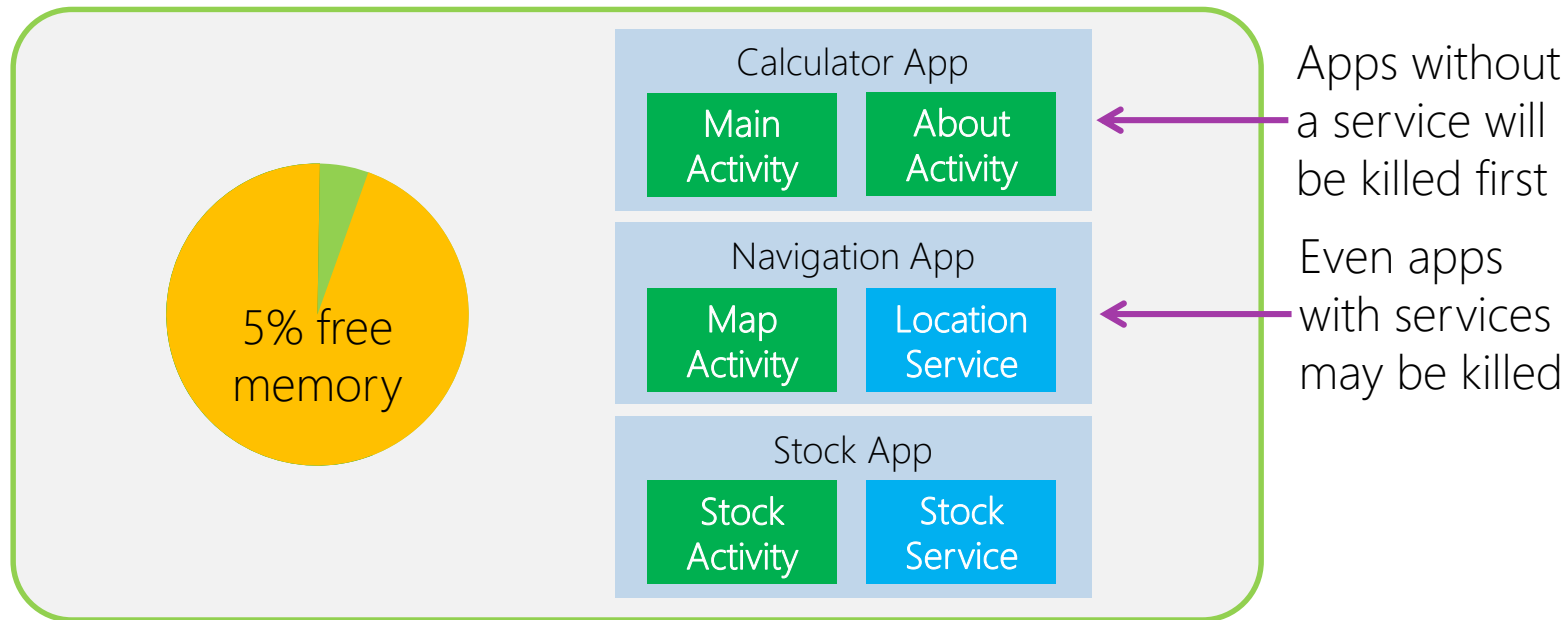 5% free
memory
Calculator App
Main
Activity
About
Activity
Navigation App
Map
Activity
Location
Service
Stock App
Stock
Activity
Stock
Service
Apps without
a service will
be killed first
Even apps
with services
may be killed